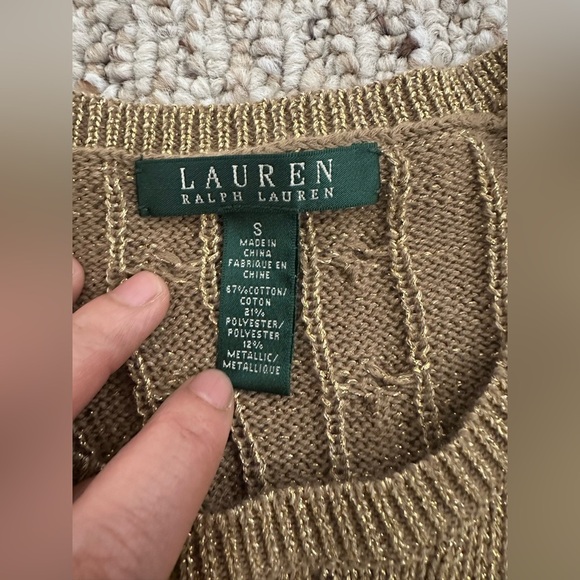 LAUREN
RALPH LAUREN
S
MADE IN
CHINA
FABRIQUE EN
CHINE
67% COTTON/
COTON
21%
POLYESTER/
POLYESTER
12%
METALLIC/
METALLIQUE